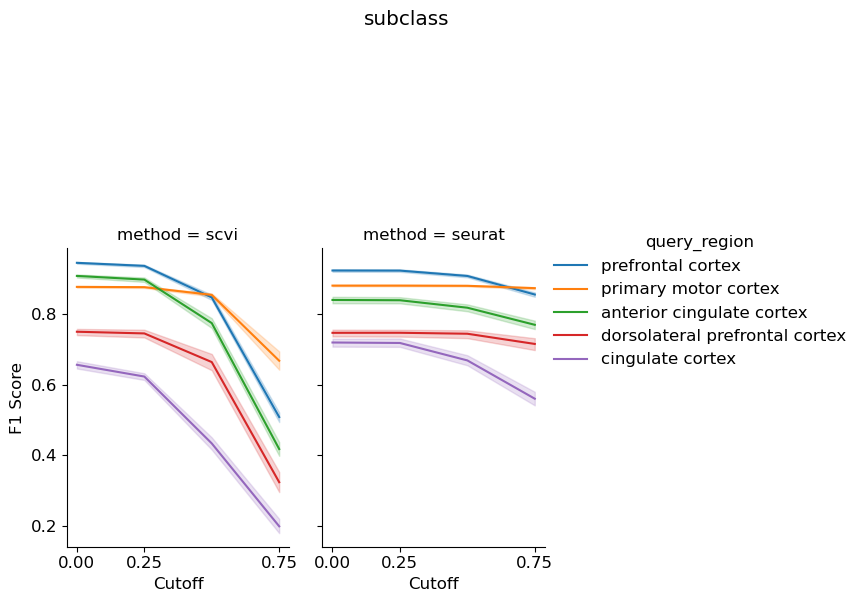 subclass
method = scvi
method = seurat
query_region
prefrontal cortex
primary motor cortex
anterior cingulate cortex
dorsolateral prefrontal cortex
cingulate cortex
F1 Score
0.8
0.6
0.4
0.2
0.00
0.25
0.75
0.00
0.25
0.75
Cutoff
Cutoff